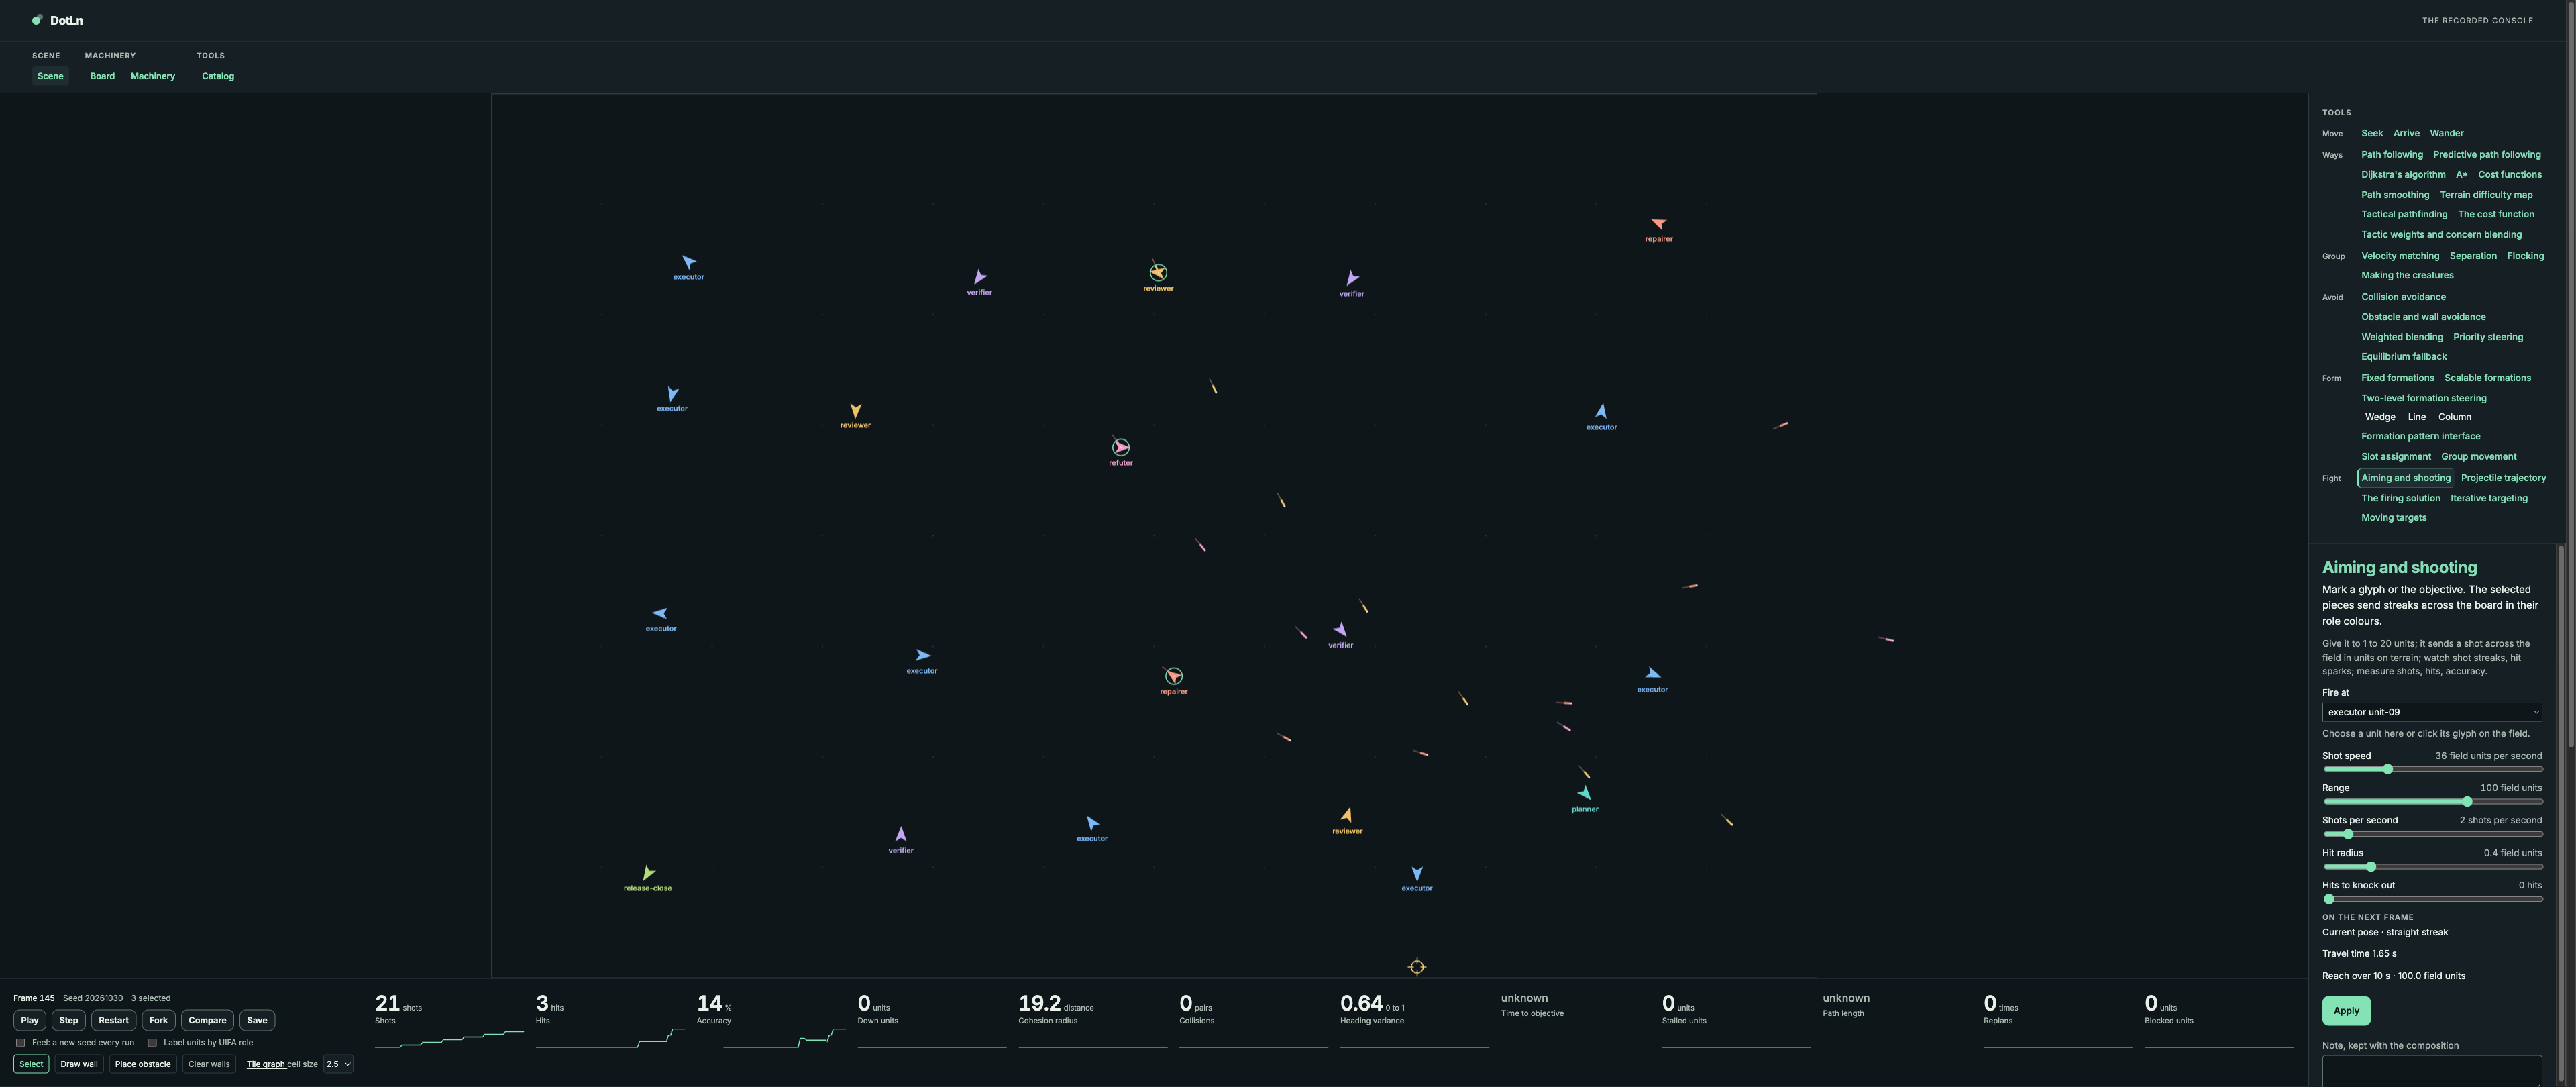 DotLn
THE RECORDED CONSOLE
SCENE MACHINERY TOOLS
Scene Board Machinery Catalog
repairer
executor
verifier
reviewer
verifier
executor
reviewer
executor
refuter
executor
verifier
executor
repairer
executor
planner
verifier
executor
reviewer
release-close
executor
TOOLS
Move Seek Arrive Wander
Ways Path following Predictive path following
Dijkstra's algorithm A* Cost functions
Path smoothing Terrain difficulty map
Tactical pathfinding The cost function
Tactic weights and concern blending
Group Velocity matching Separation Flocking
Making the creatures
Avoid Collision avoidance
Obstacle and wall avoidance
Weighted blending Priority steering
Equilibrium fallback
Form Fixed formations Scalable formations
Two-level formation steering
Wedge Line Column
Formation pattern interface
Slot assignment Group movement
Fight Aiming and shooting Projectile trajectory
The firing solution Iterative targeting
Moving targets
Aiming and shooting
Mark a glyph or the objective. The selected
pieces send streaks across the board in their
role colours.
Give it to 1 to 20 units; it sends a shot across the
field in units on terrain; watch shot streaks, hit
sparks; measure shots, hits, accuracy.
Fire at
executor unit-09
Choose a unit here or click its glyph on the field.
Shot speed 36 field units per second
Range 100 field units
Shots per second 2 shots per second
Hit radius 0.4 field units
Hits to knock out 0 hits
ON THE NEXT FRAME
Current pose · straight streak
Travel time 1.65 s
Reach over 10 s · 100.0 field units
Apply
Note, kept with the composition
Frame 145 Seed 20261030 3 selected
Play Step Restart Fork Compare Save
Feel: a new seed every run Label units by UIFA role
Select Draw wall Place obstacle Clear walls Tile graph cell size 2.5
21 shots
Shots
3 hits
Hits
14 %
Accuracy
0 units
Down units
19.2 distance
Cohesion radius
0 pairs
Collisions
0.64 0 to 1
Heading variance
unknown
Time to objective
0 units
Stalled units
unknown
Path length
0 times
Replans
0 units
Blocked units